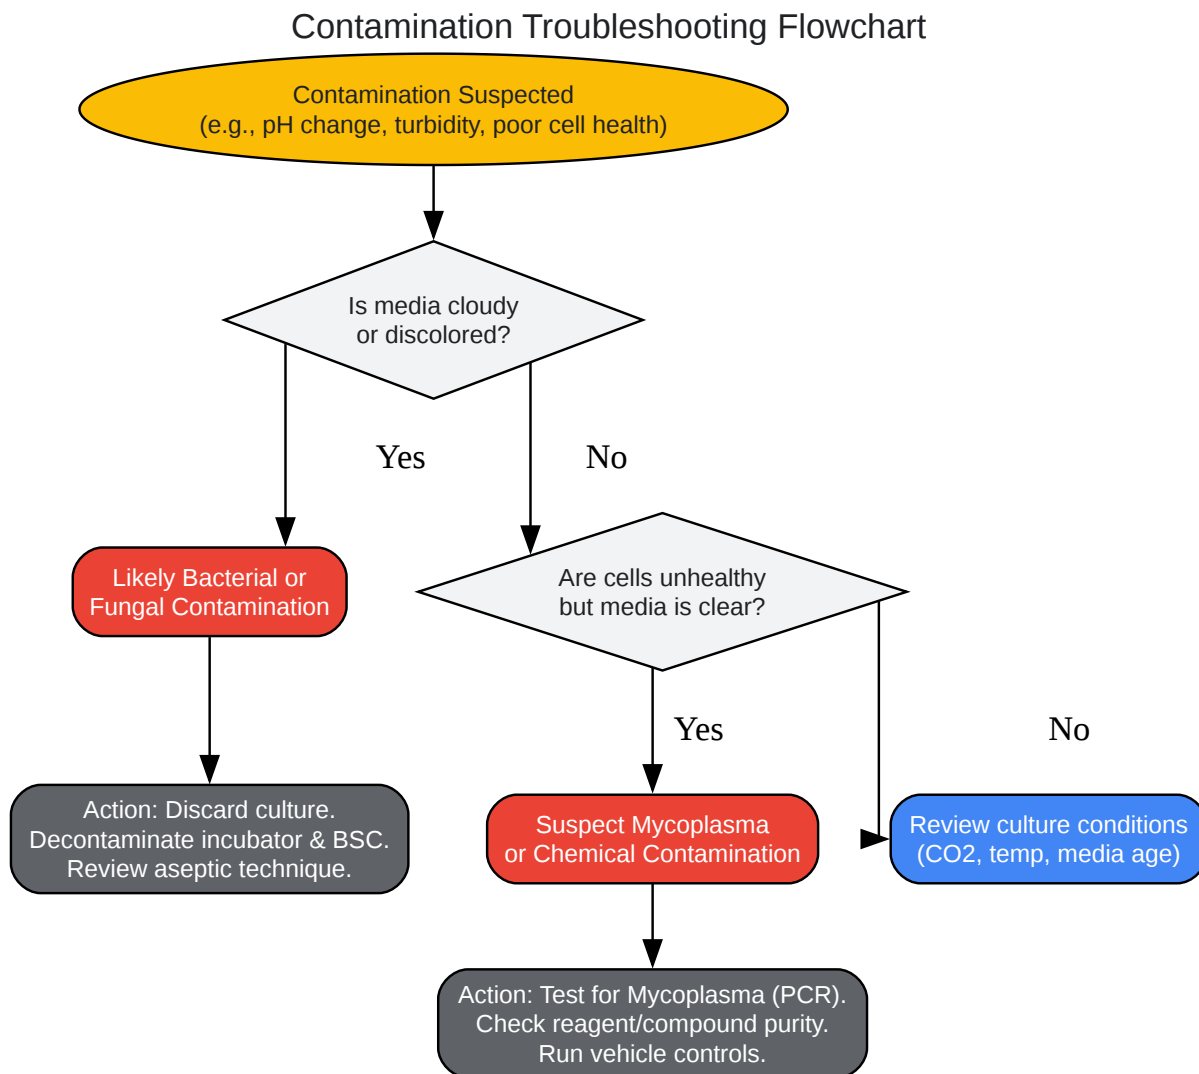 Contamination Troubleshooting Flowchart
Contamination Suspected
(e.g., pH change, turbidity, poor cell health)
Is media cloudy
or discolored?
Yes
No
Likely Bacterial or
Fungal Contamination
Are cells unhealthy
but media is clear?
Yes
No
Action: Discard culture.
Decontaminate incubator & BSC.
Review aseptic technique.
Suspect Mycoplasma
or Chemical Contamination
Review culture conditions
(CO2, temp, media age)
Action: Test for Mycoplasma (PCR).
Check reagent/compound purity.
Run vehicle controls.